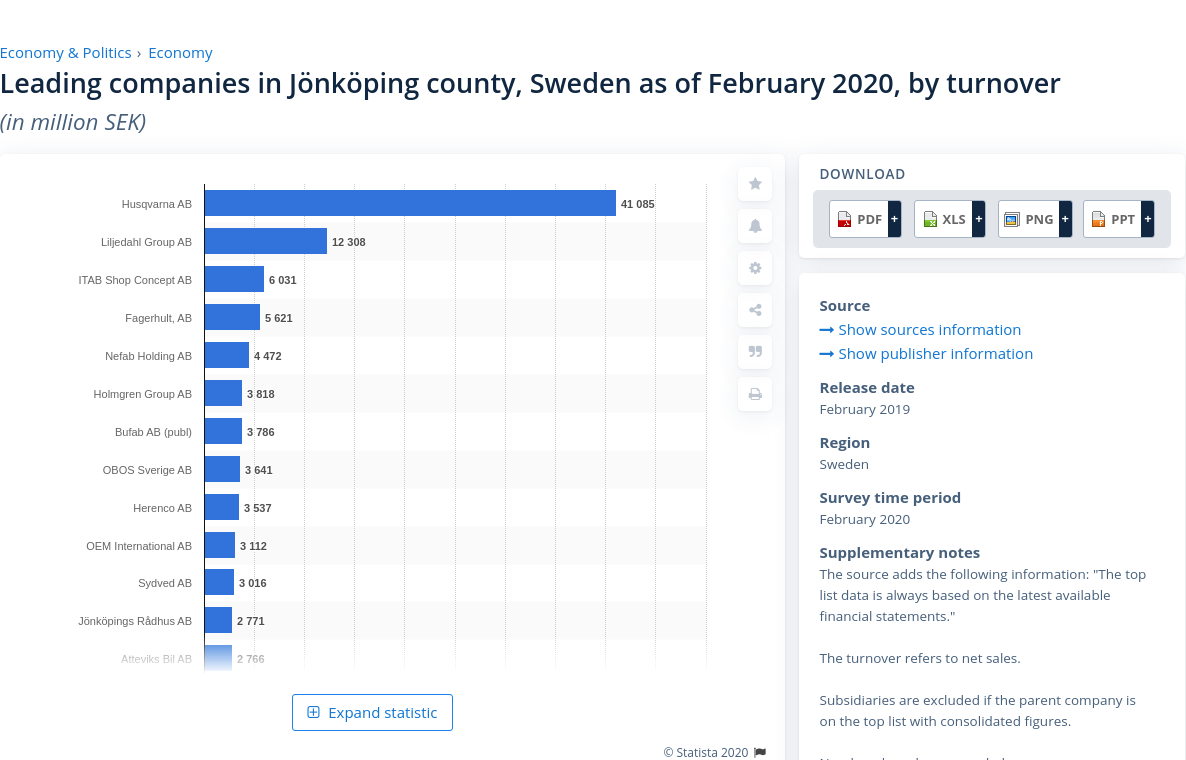 Economy & Politics › Economy
Leading companies in Jönköping county, Sweden as of February 2020, by turnover
(in million SEK)
Husqvarna AB 41 085
Liljedahl Group AB 12 308
ITAB Shop Concept AB 6 031
Fagerhult, AB 5 621
Nefab Holding AB 4 472
Holmgren Group AB 3 818
Bufab AB (publ) 3 786
OBOS Sverige AB 3 641
Herenco AB 3 537
OEM International AB 3 112
Sydved AB 3 016
Jönköpings Rådhus AB 2 771
Atteviks Bil AB 2 766
Expand statistic
© Statista 2020
DOWNLOAD
PDF + XLS + PNG + PPT +
Source
Show sources information
Show publisher information
Release date
February 2019
Region
Sweden
Survey time period
February 2020
Supplementary notes
The source adds the following information: "The top
list data is always based on the latest available
financial statements."
The turnover refers to net sales.
Subsidiaries are excluded if the parent company is
on the top list with consolidated figures.